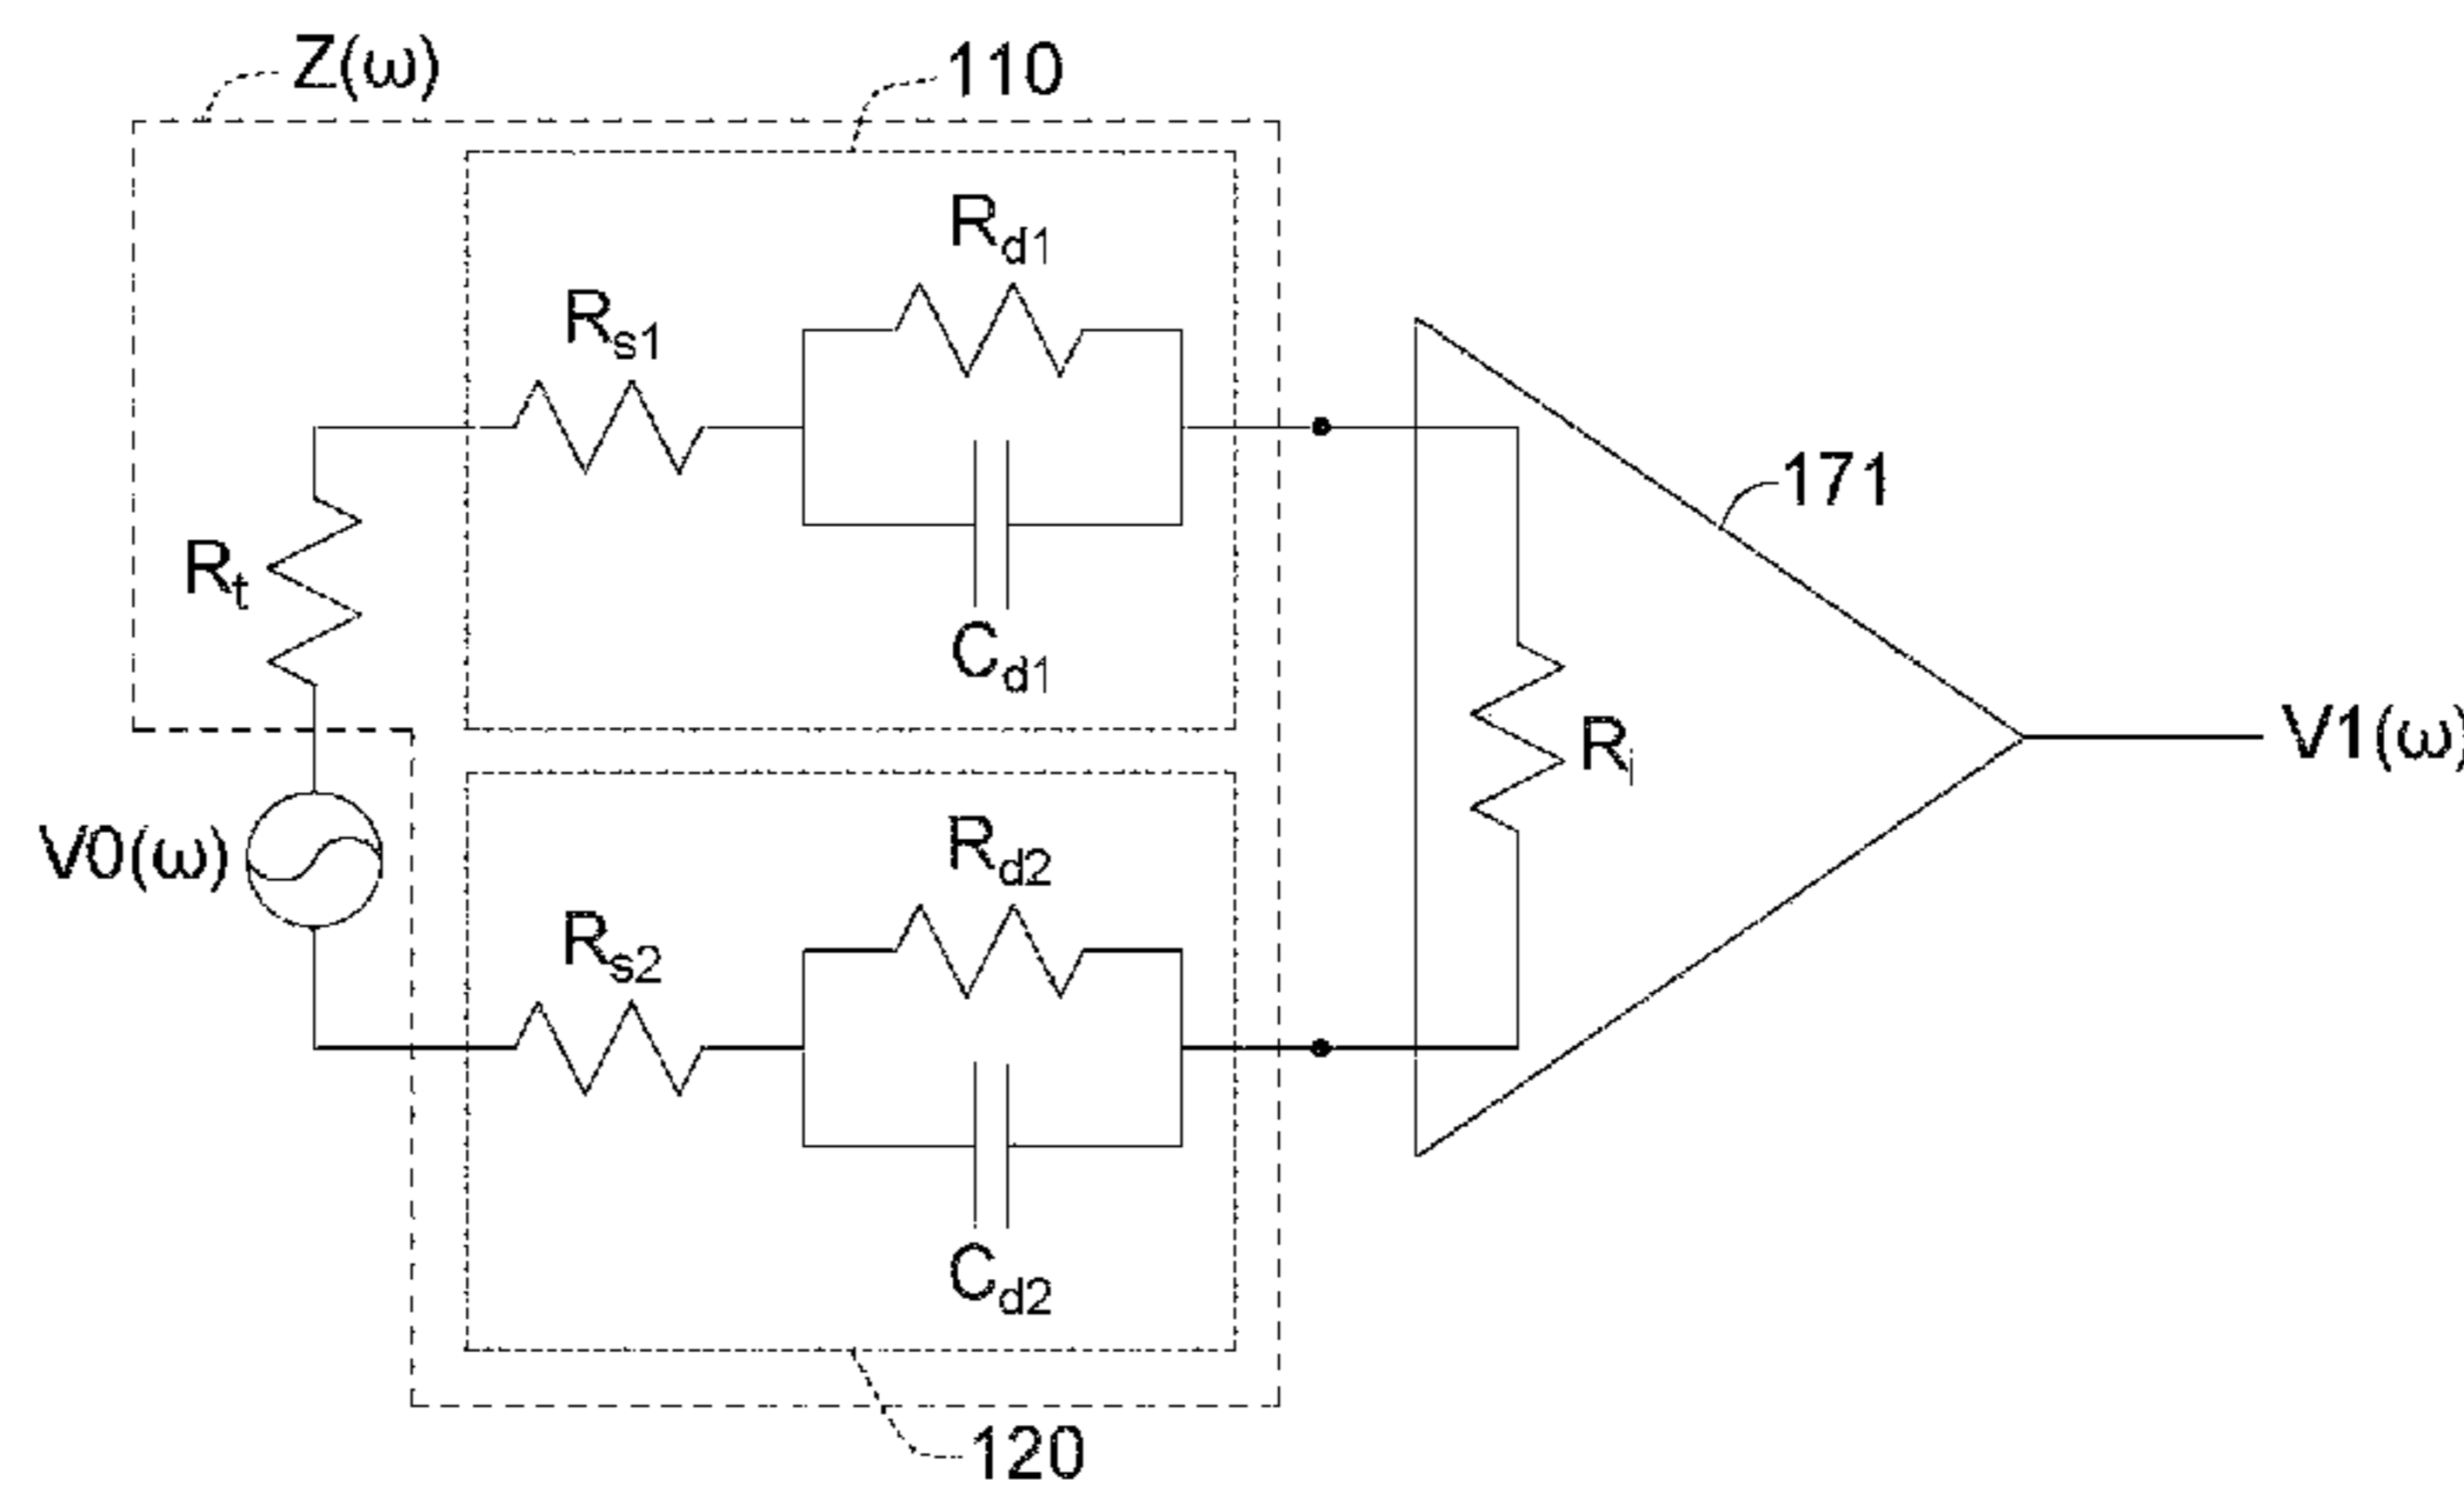 Z(ω)
110
Rd1
Rs1
Cd1
Rt
171
Ri
V1(ω)
V0(ω)
Rd2
Rs2
Cd2
120